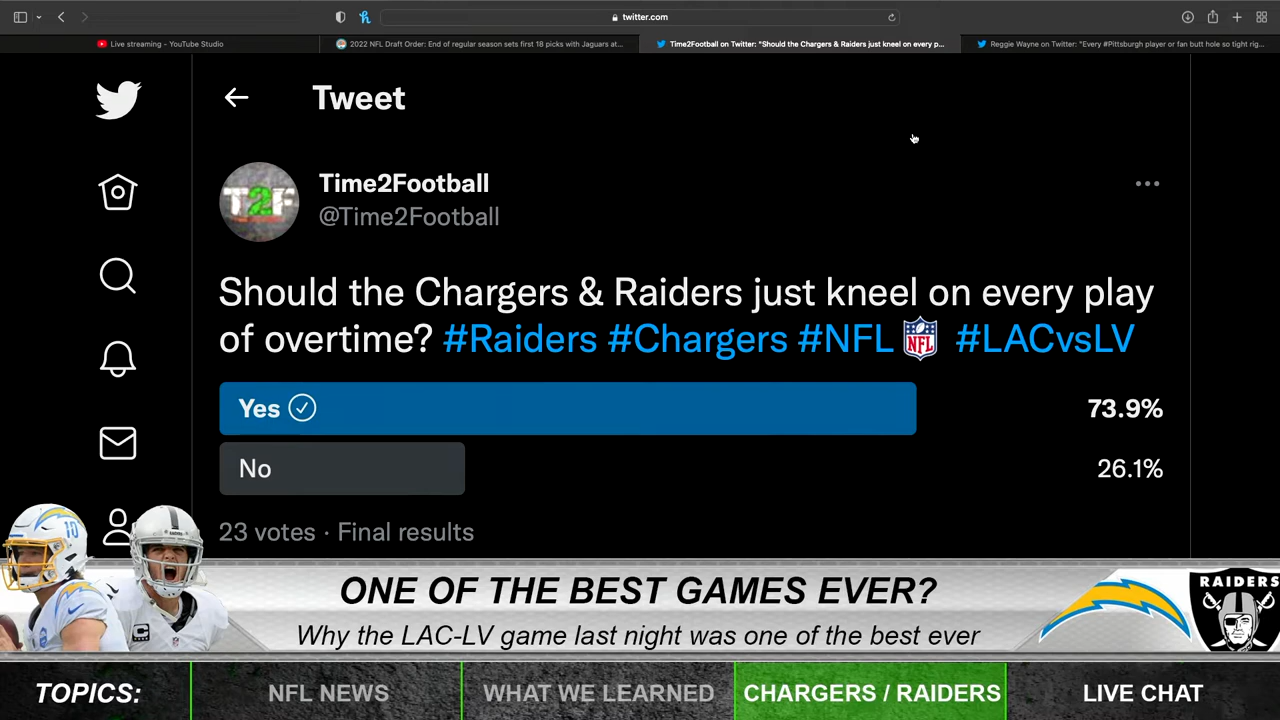 twitter.com
Live streaming - YouTube Studio
2022 NFL Draft Order: End of regular season sets first 18 picks with Jaguars at...
Time2Football on Twitter: "Should the Chargers & Raiders just kneel on every p...
Reggie Wayne on Twitter: "Every #Pittsburgh player or fan butt hole so tight rig...
Tweet
T2F
Time2Football
@Time2Football
Should the Chargers & Raiders just kneel on every play
of overtime? #Raiders #Chargers #NFL #LACvsLV
NFL
Yes 73.9%
No 26.1%
23 votes · Final results
10
C
ONE OF THE BEST GAMES EVER?
Why the LAC-LV game last night was one of the best ever
RAIDERS
TOPICS: NFL NEWS WHAT WE LEARNED CHARGERS / RAIDERS LIVE CHAT